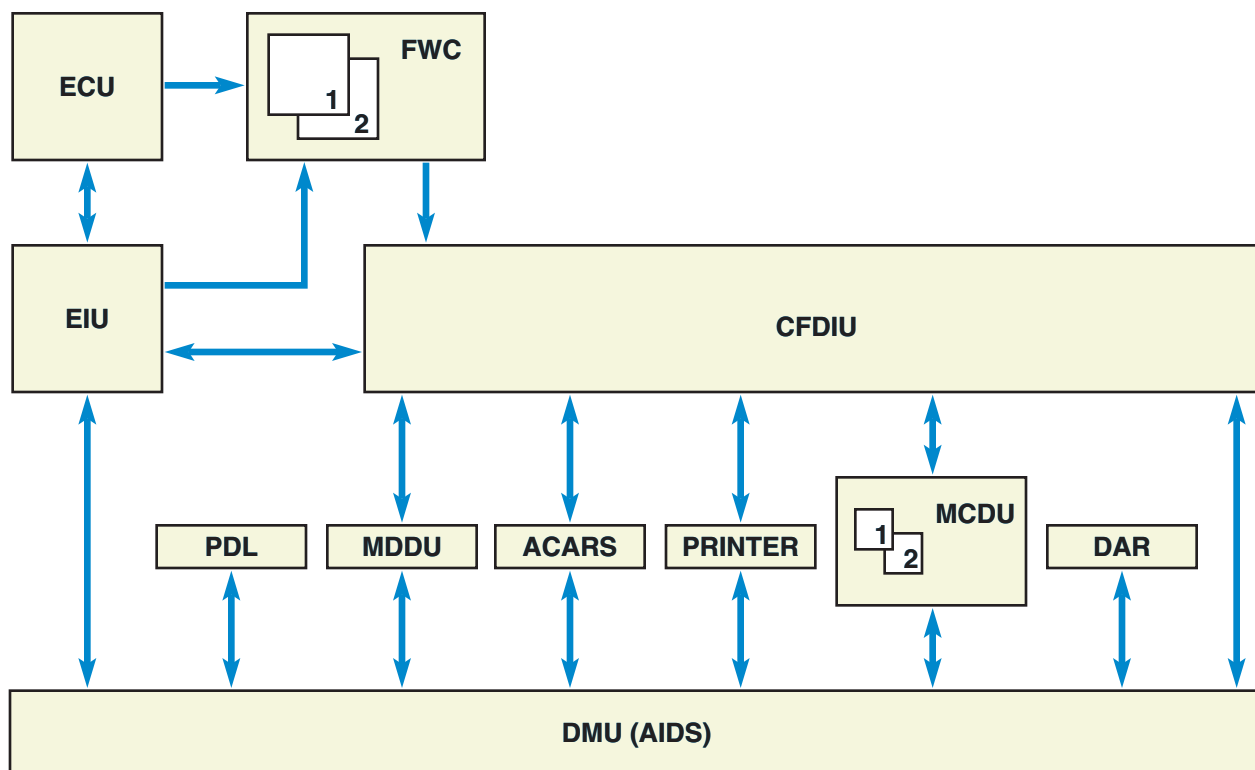 ECU
FWC
1
2
EIU
CFDIU
PDL
MDDU
ACARS
PRINTER
MCDU
1
2
DAR
DMU (AIDS)